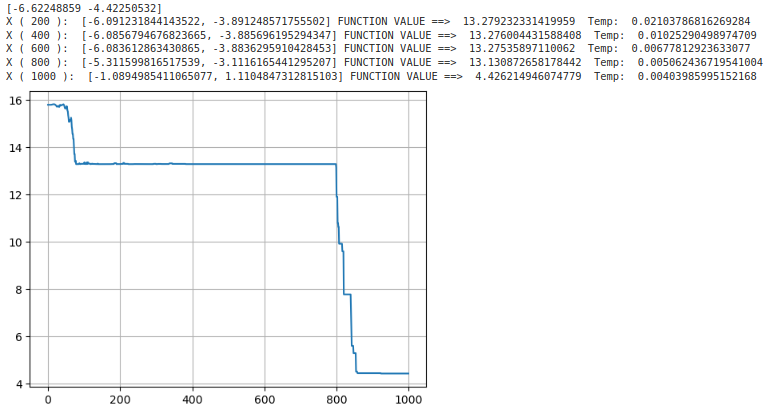 [-6.62248859 -4.42250532]
X ( 200 ):  [-6.091231844143522, -3.891248571755502] FUNCTION VALUE ==>  13.279232331419959  Temp:  0.02103786816269284
X ( 400 ):  [-6.0856794676823665, -3.885696195294347] FUNCTION VALUE ==>  13.276004431588408  Temp:  0.01025290498974709
X ( 600 ):  [-6.083612863430865, -3.8836295910428453] FUNCTION VALUE ==>  13.27535897110062  Temp:  0.00677812923633077
X ( 800 ):  [-5.311599816517539, -3.1116165441295207] FUNCTION VALUE ==>  13.130872658178442  Temp:  0.005062436719541004
X ( 1000 ):  [-1.0894985411065077, 1.1104847312815103] FUNCTION VALUE ==>  4.426214946074779  Temp:  0.00403985995152168
16
14
12
10
8
6
4
0 200 400 600 800 1000